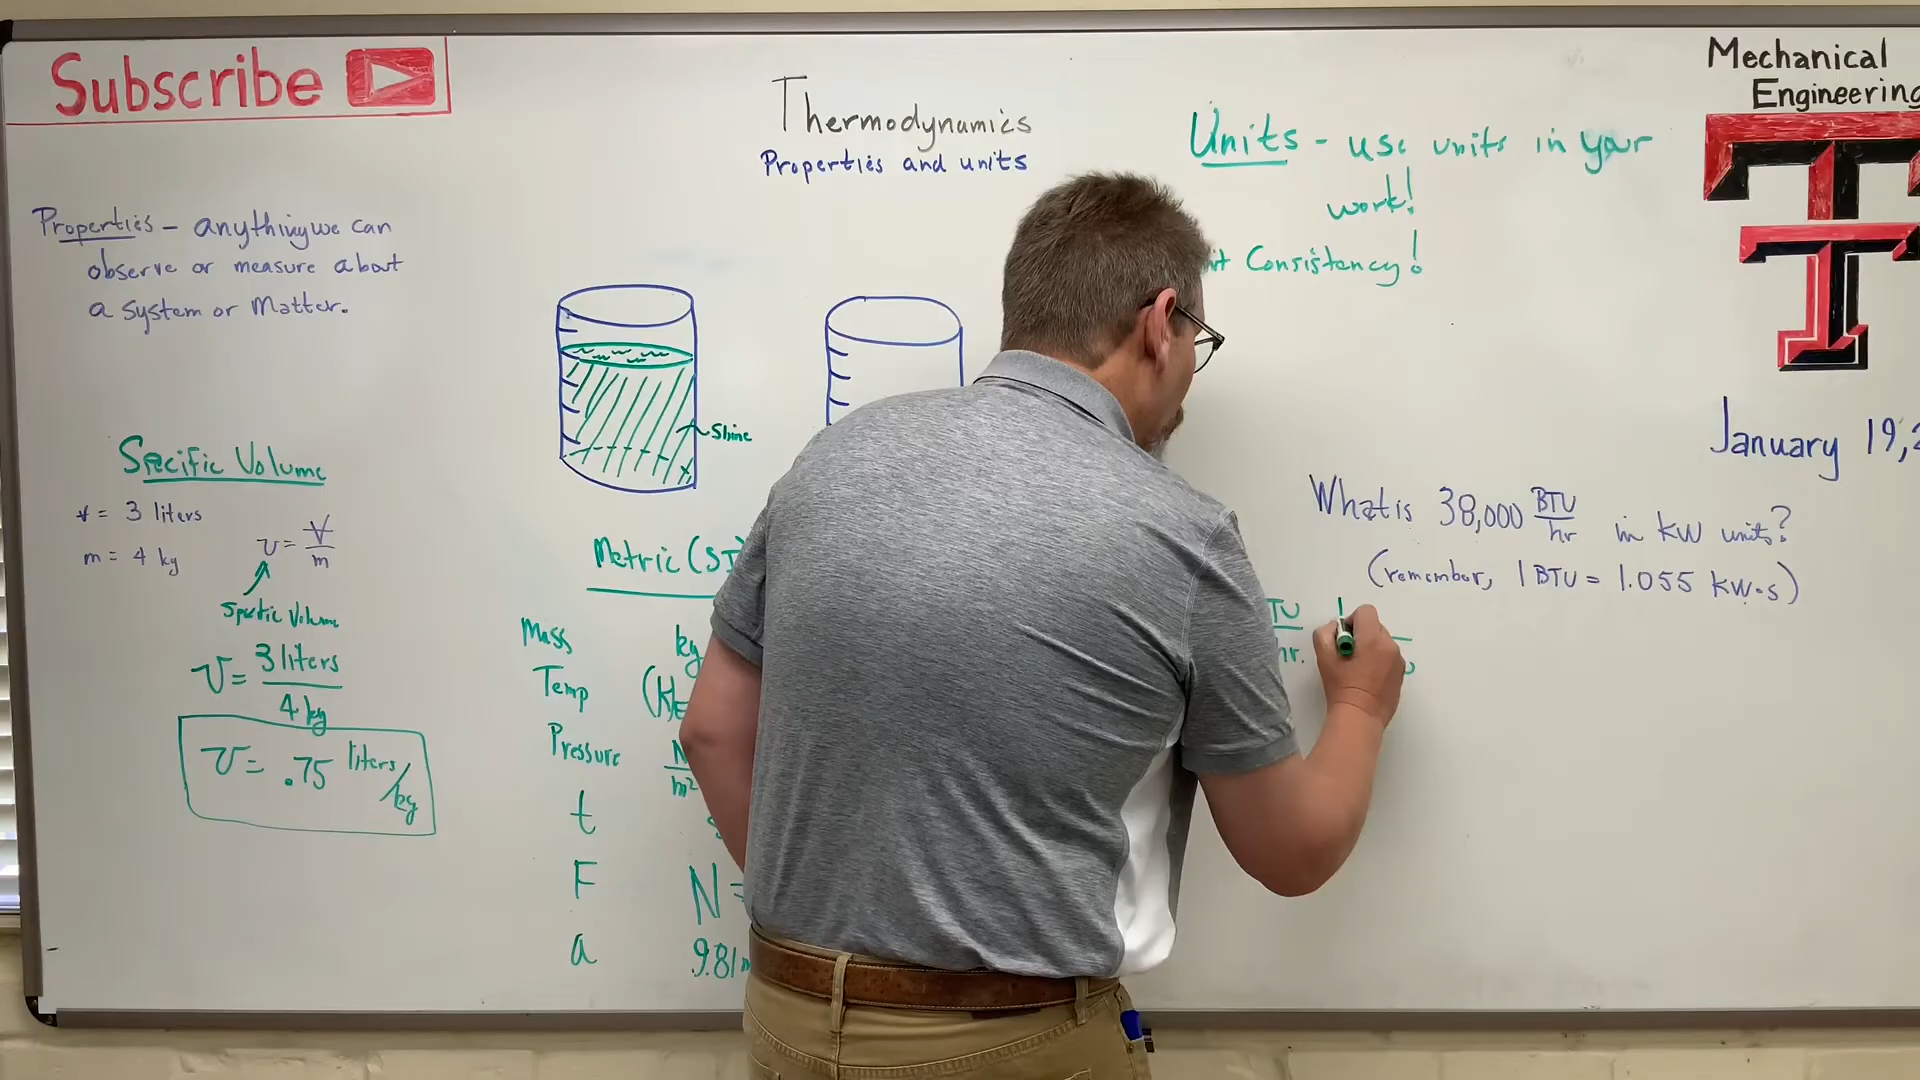 Subscribe
Thermodynamics
Properties and units
Properties - anything we can
observe or measure about
a system or Matter.
Specific Volume
V = 3 liters
m = 4 kg
v = V/m
Specific Volume
v = 3 liters / 4 kg
v = .75 liters/kg
Slime
Metric (SI)
Mass kg
Temp (K)
Pressure N/m²
t
F N =
a 9.81 m
Units - use units in your
work!
Consistency!
Mechanical
Engineering
TT
January 19,
What is 38,000 BTU/hr in kW units?
(remember, 1 BTU = 1.055 kW·s)
hr.